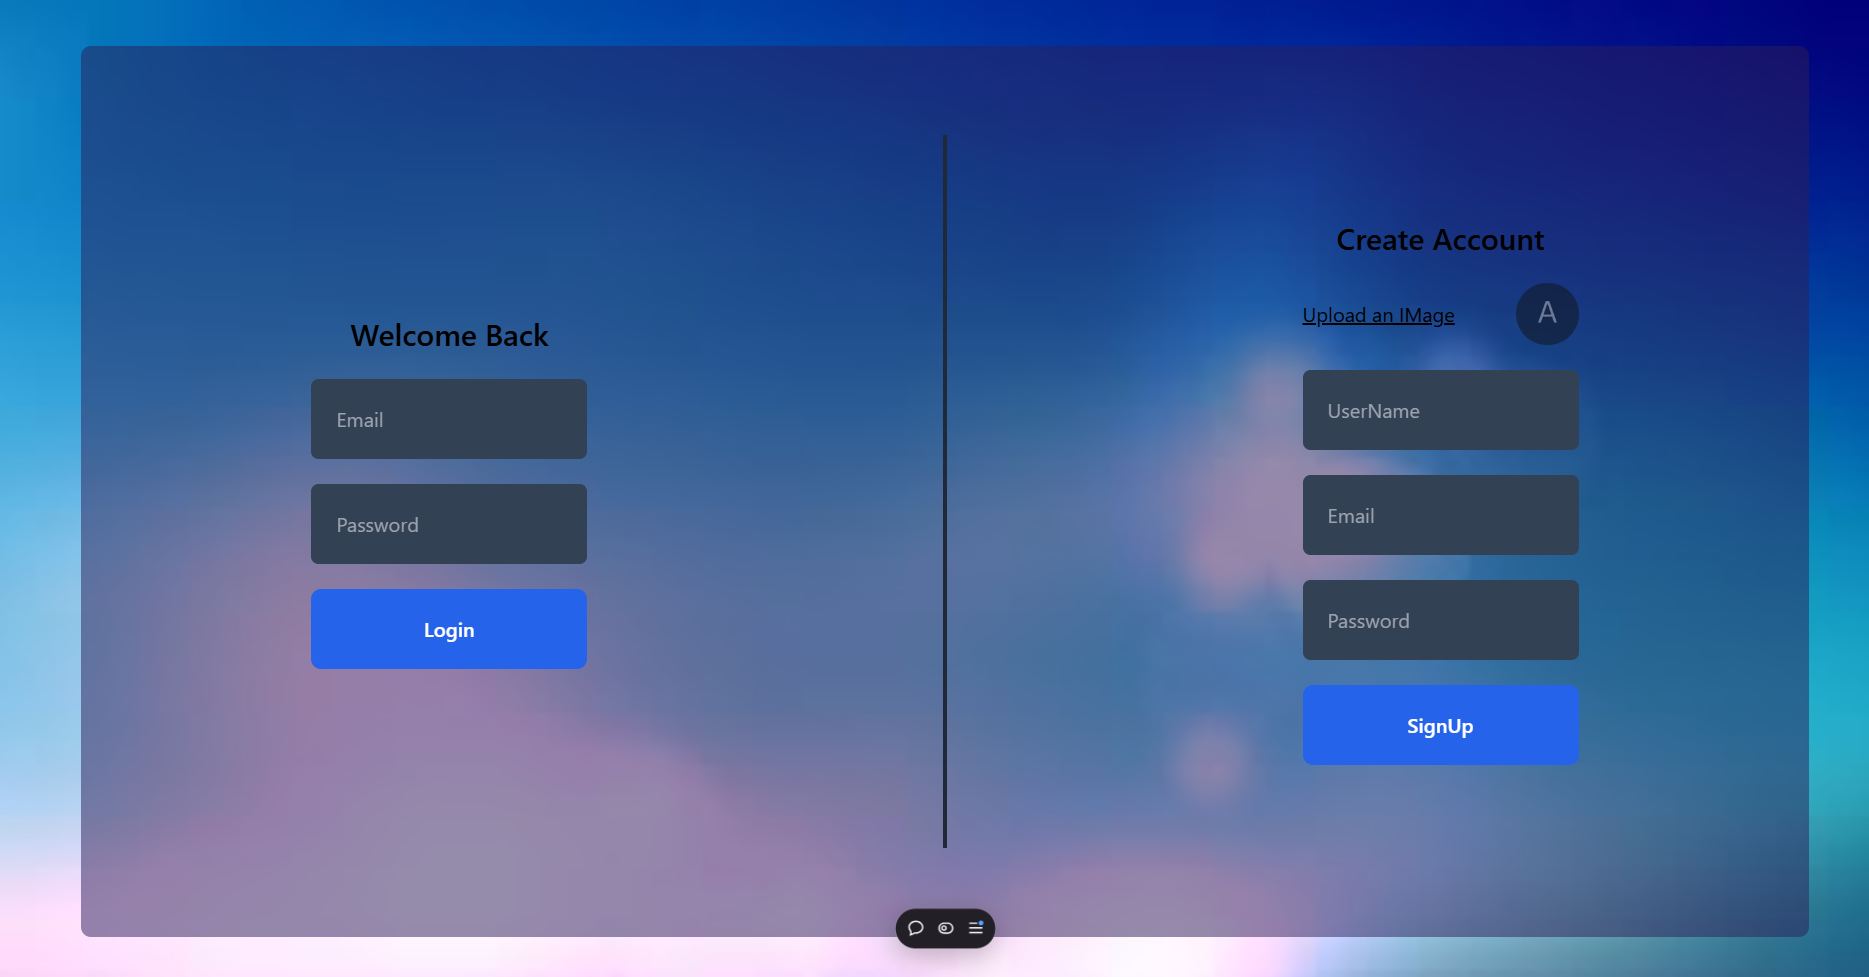 Welcome Back
Email
Password
Login
Create Account
Upload an IMage
A
UserName
Email
Password
SignUp